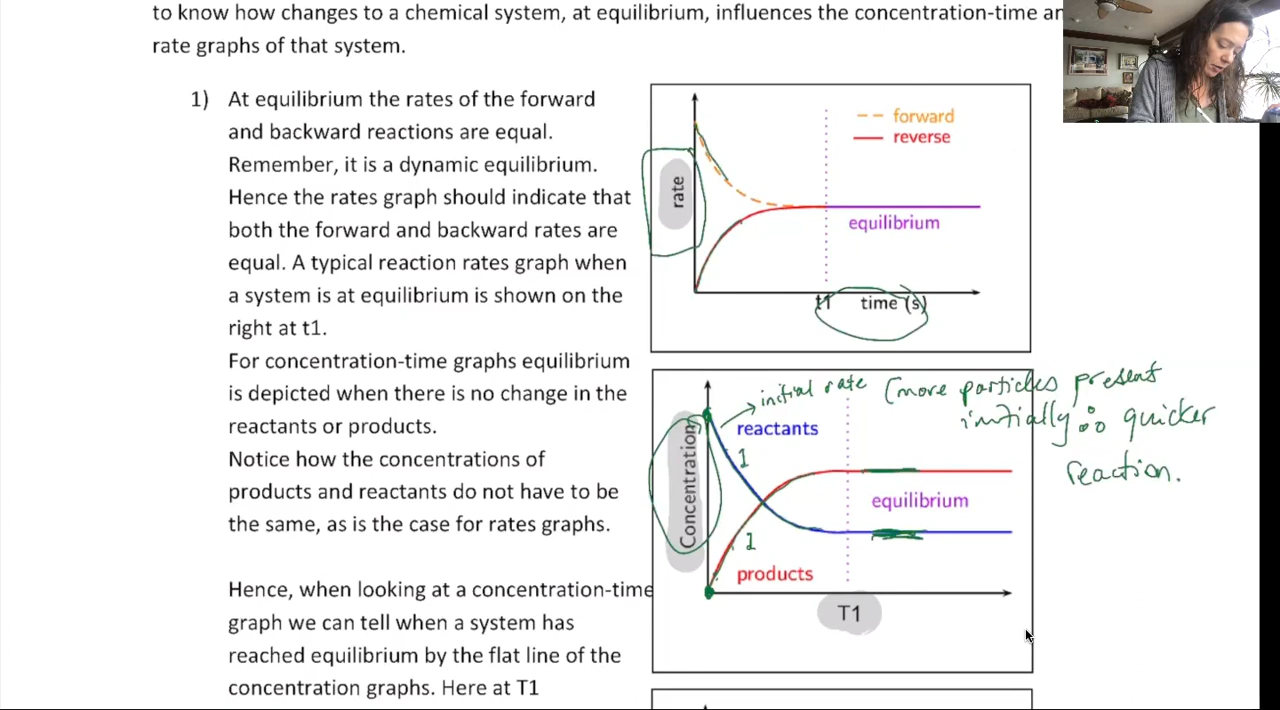 to know how changes to a chemical system, at equilibrium, influences the concentration-time
rate graphs of that system.
1) At equilibrium the rates of the forward
and backward reactions are equal.
Remember, it is a dynamic equilibrium.
Hence the rates graph should indicate that
both the forward and backward rates are
equal. A typical reaction rates graph when
a system is at equilibrium is shown on the
right at t1.
For concentration-time graphs equilibrium
is depicted when there is no change in the
reactants or products.
Notice how the concentrations of
products and reactants do not have to be
the same, as is the case for rates graphs.
Hence, when looking at a concentration-time
graph we can tell when a system has
reached equilibrium by the flat line of the
concentration graphs. Here at T1
forward
reverse
rate
equilibrium
t1 time (s)
initial rate (more particles present
initially ∴ quicker
reaction.
reactants
1
Concentration
equilibrium
1
products
T1